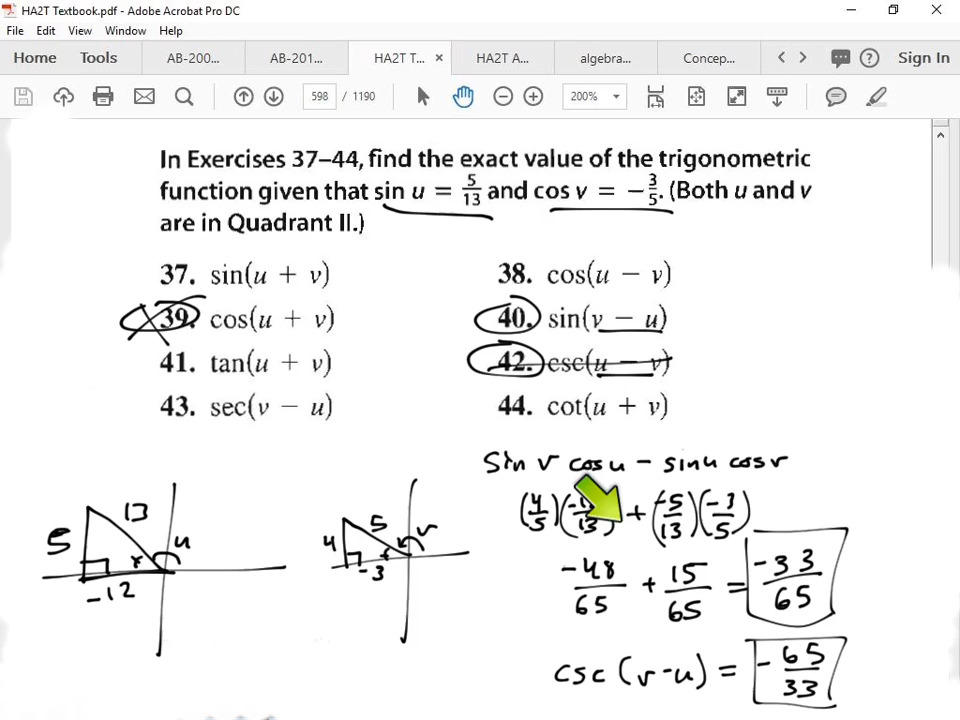 HA2T Textbook.pdf - Adobe Acrobat Pro DC
File Edit View Window Help
Home Tools AB-200... AB-201... HA2T T... × HA2T A... algebra... Concep... Sign In
598 / 1190 200%
In Exercises 37–44, find the exact value of the trigonometric
function given that sin u = 5/13 and cos v = −3/5. (Both u and v
are in Quadrant II.)
37. sin(u + v) 38. cos(u − v)
39. cos(u + v) 40. sin(v − u)
41. tan(u + v) 42. csc(u − v)
43. sec(v − u) 44. cot(u + v)
sin v cos u − sin u cos v
(4/5) + (−5/13)(−3/5)
−48/65 + 15/65 = −33/65
csc (v−u) = −65/33
5 13 u −12
4 5 v −3